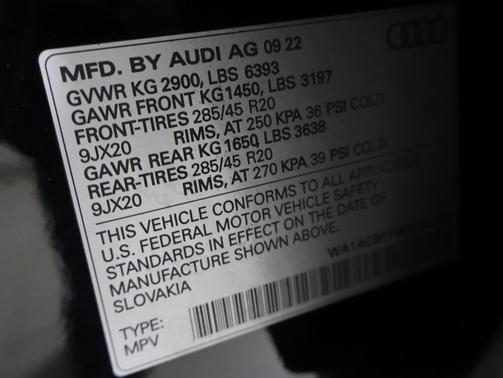 MFD. BY AUDI AG 09 22
GVWR KG 2900, LBS 6393
GAWR FRONT KG1450, LBS 3197
FRONT-TIRES 285/45 R20
9JX20 RIMS, AT 250 KPA 36 PSI COLD
GAWR REAR KG 1650, LBS 3638
REAR-TIRES 285/45 R20
9JX20 RIMS, AT 270 KPA 39 PSI COLD
THIS VEHICLE CONFORMS TO ALL APPLICABLE
U.S. FEDERAL MOTOR VEHICLE SAFETY
STANDARDS IN EFFECT ON THE DATE OF
MANUFACTURE SHOWN ABOVE.
SLOVAKIA
TYPE:
MPV